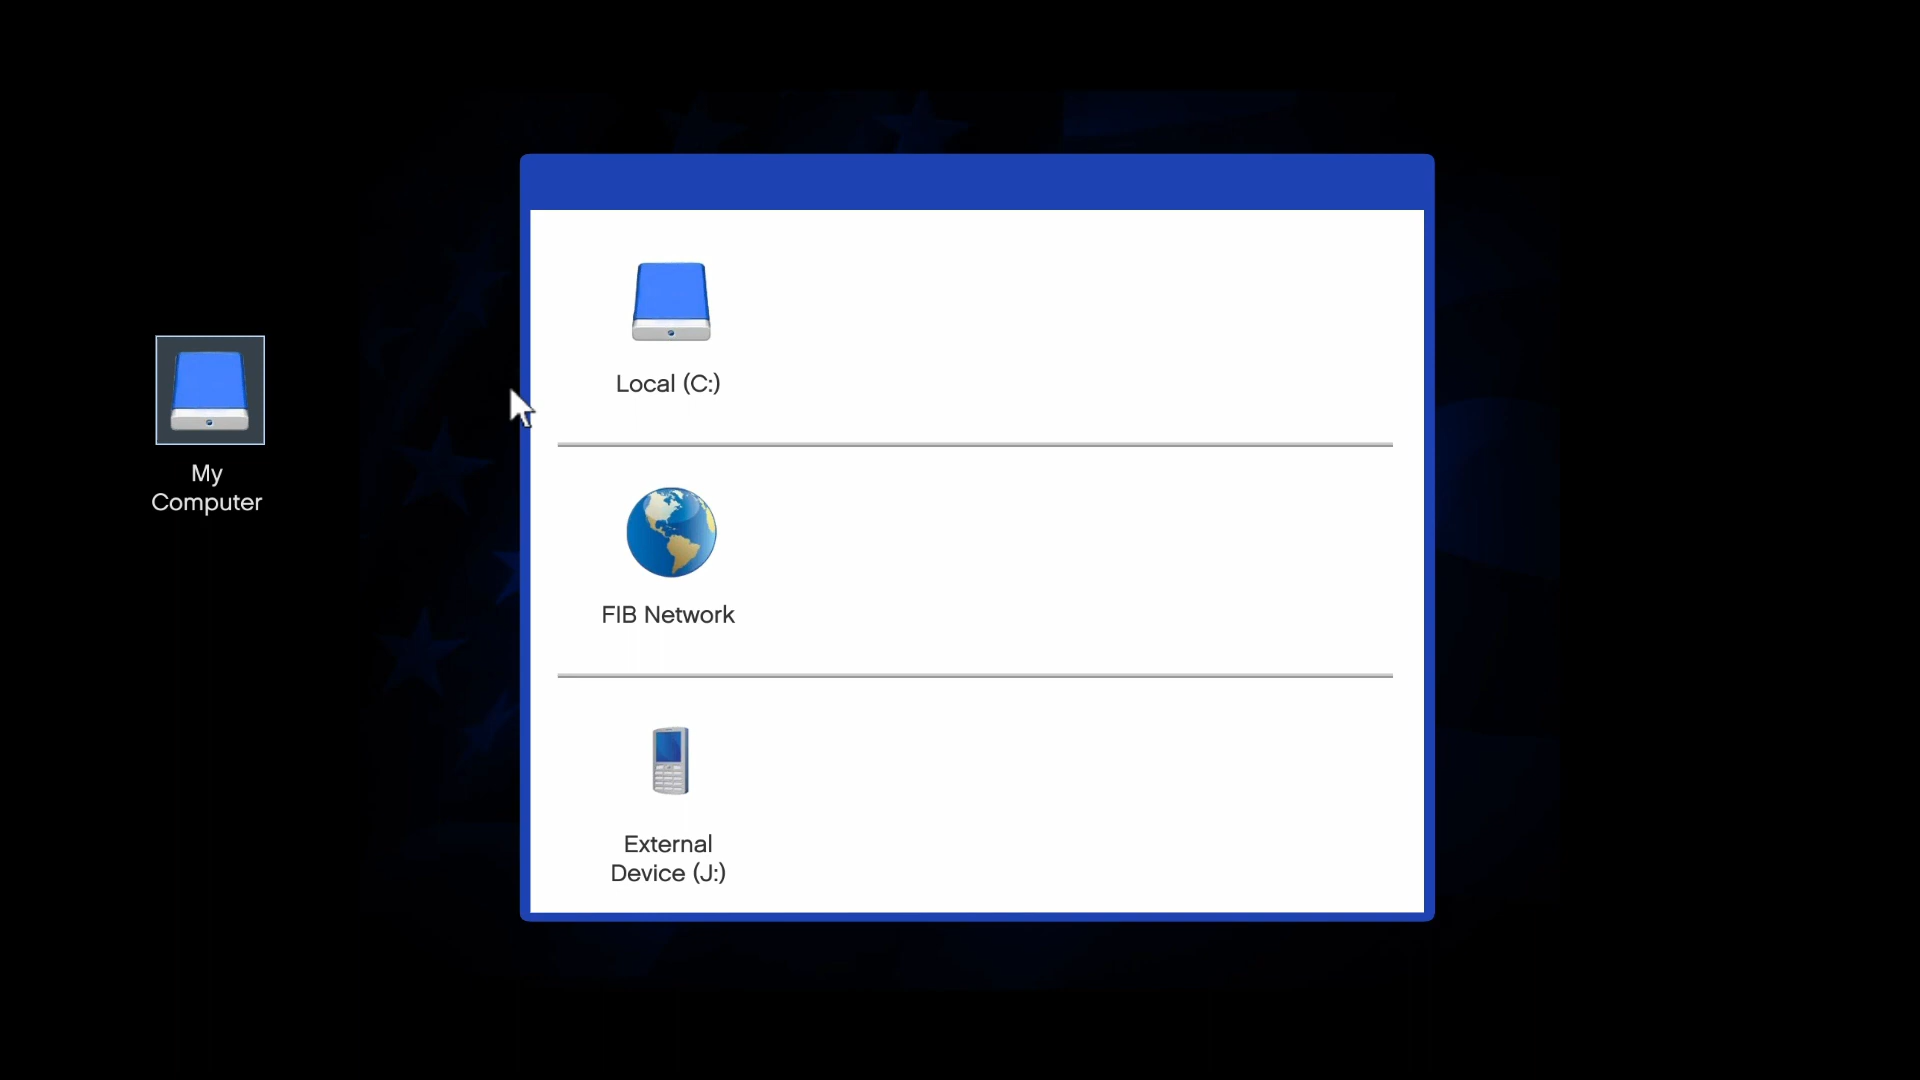 My
Computer
Local (C:)
FIB Network
External
Device (J:)